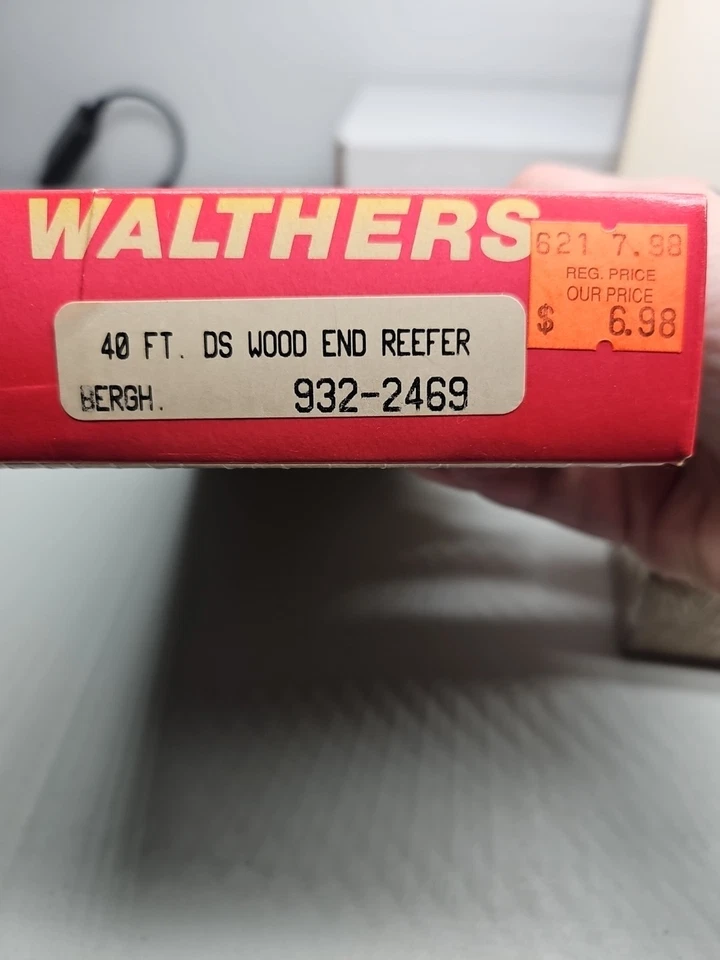 WALTHERS
621 7.98
REG. PRICE
OUR PRICE
$ 6.98
40 FT. DS WOOD END REEFER
BERGH. 932-2469